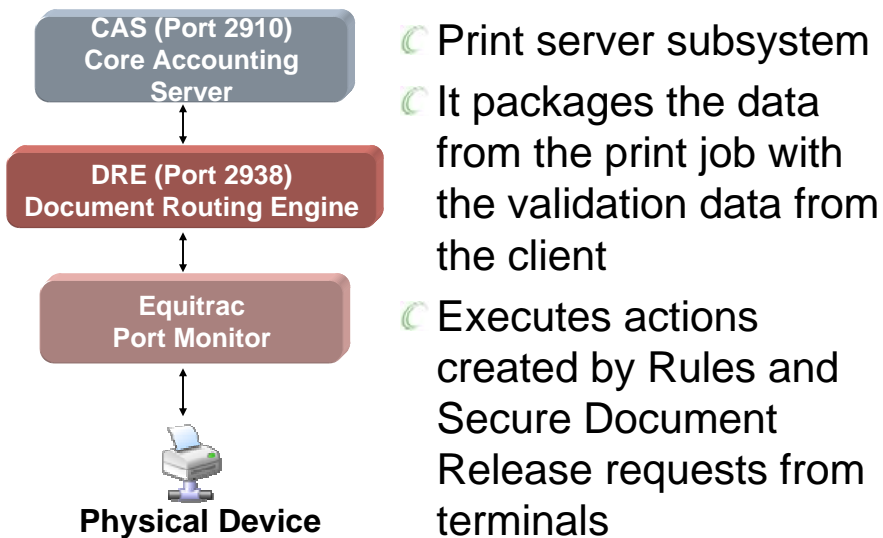 CAS (Port 2910)
Core Accounting
Server
DRE (Port 2938)
Document Routing Engine
Equitrac
Port Monitor
Physical Device
Print server subsystem
It packages the data
from the print job with
the validation data from
the client
Executes actions
created by Rules and
Secure Document
Release requests from
terminals